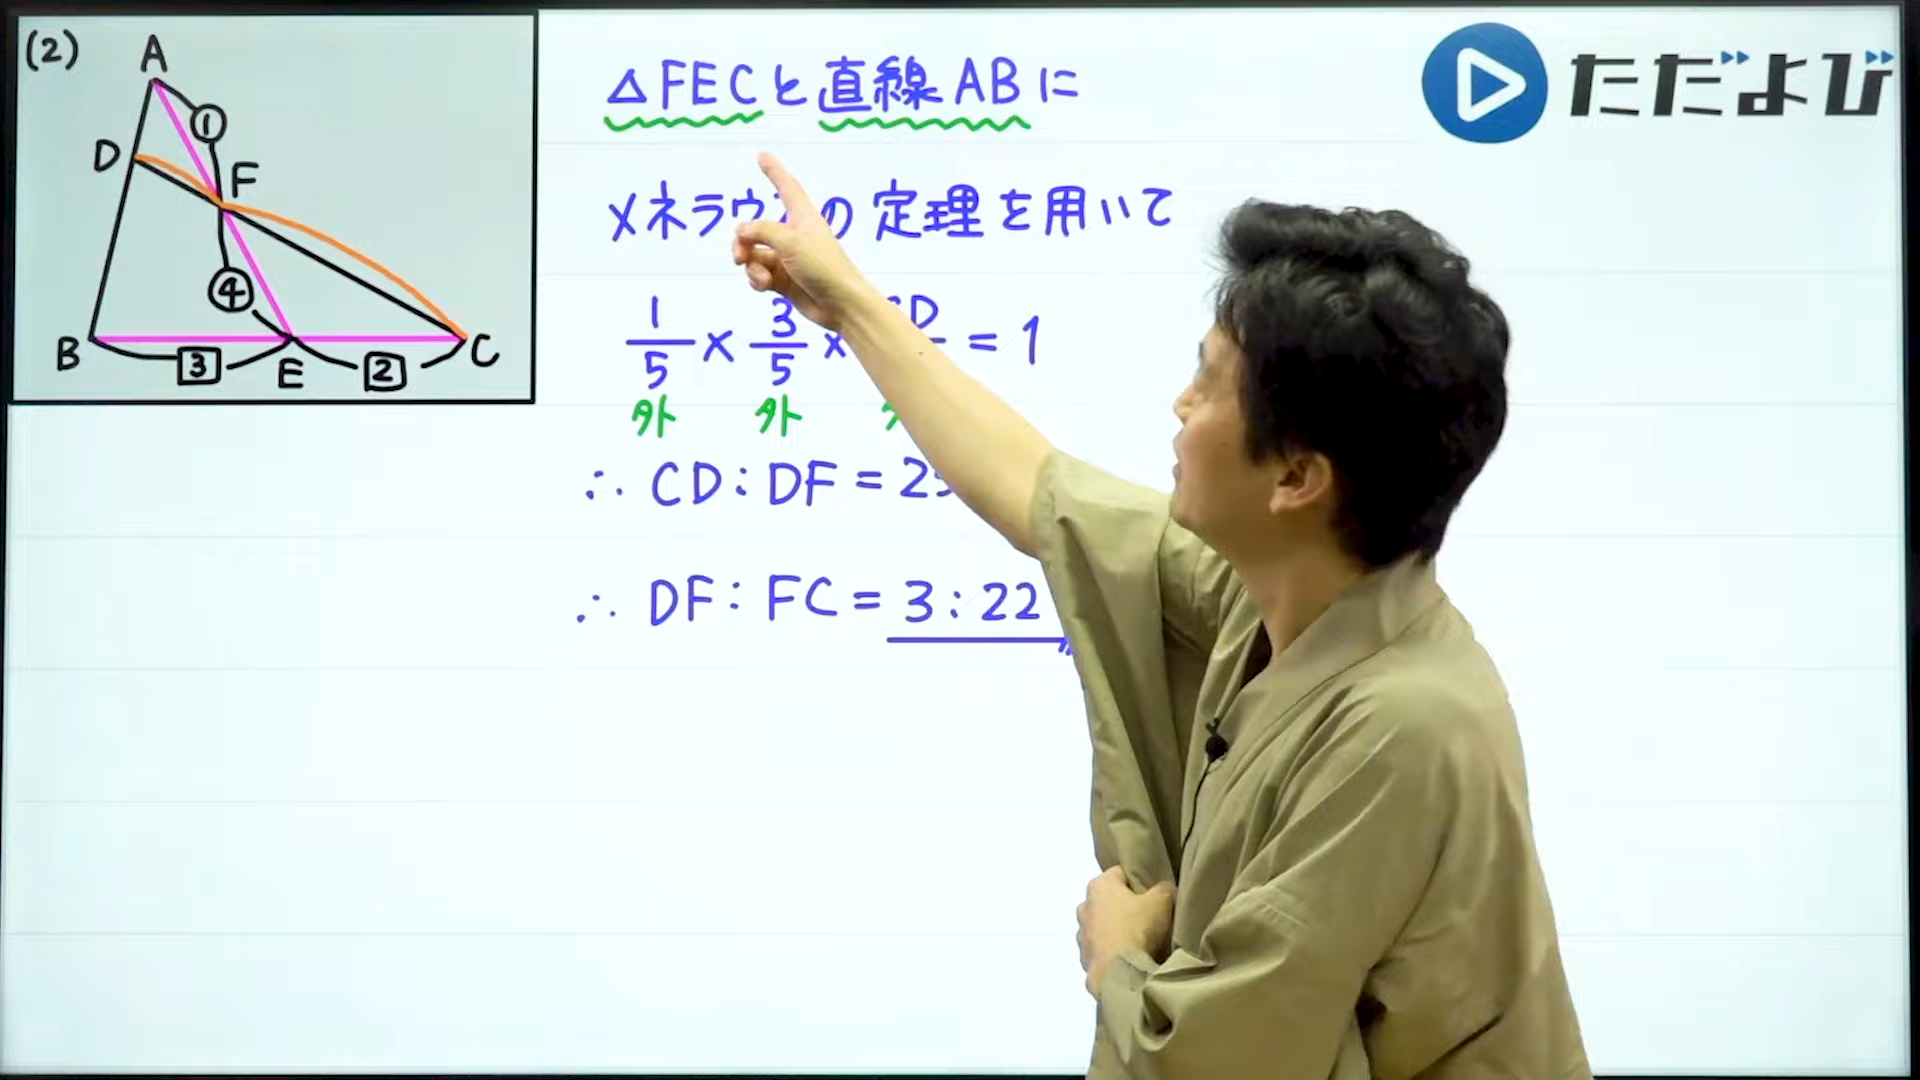 (2)
A
①
D
F
④
B
3
E
2
C
△FECと直線ABに
メネラウスの定理を用いて
1/5 × 3/5 × = 1
外 外
∴ CD:DF = 2
∴ DF:FC = 3:22
ただよび